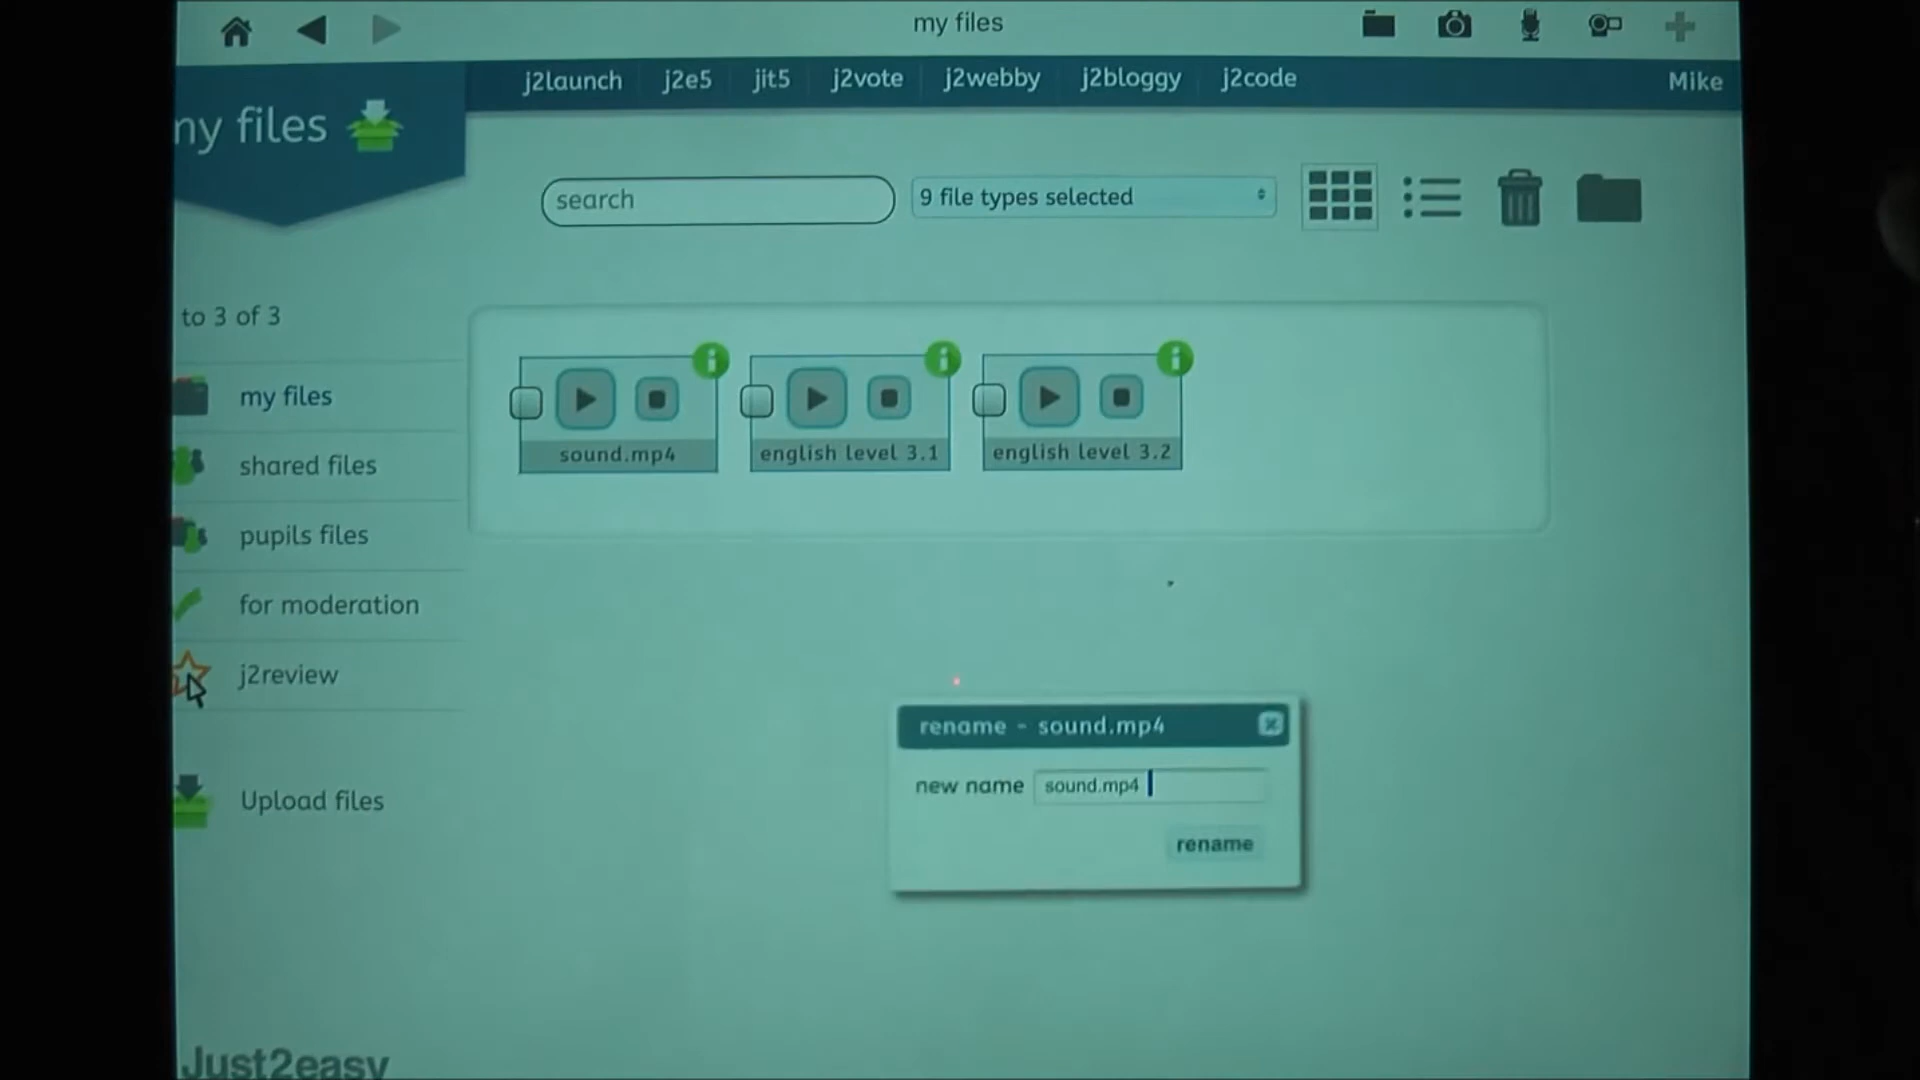 my files
j2launch j2e5 jit5 j2vote j2webby j2bloggy j2code Mike
my files
search
9 file types selected
to 3 of 3
my files
shared files
pupils files
for moderation
j2review
Upload files
sound.mp4
english level 3.1
english level 3.2
rename - sound.mp4
new name sound.mp4
rename
Just2easy